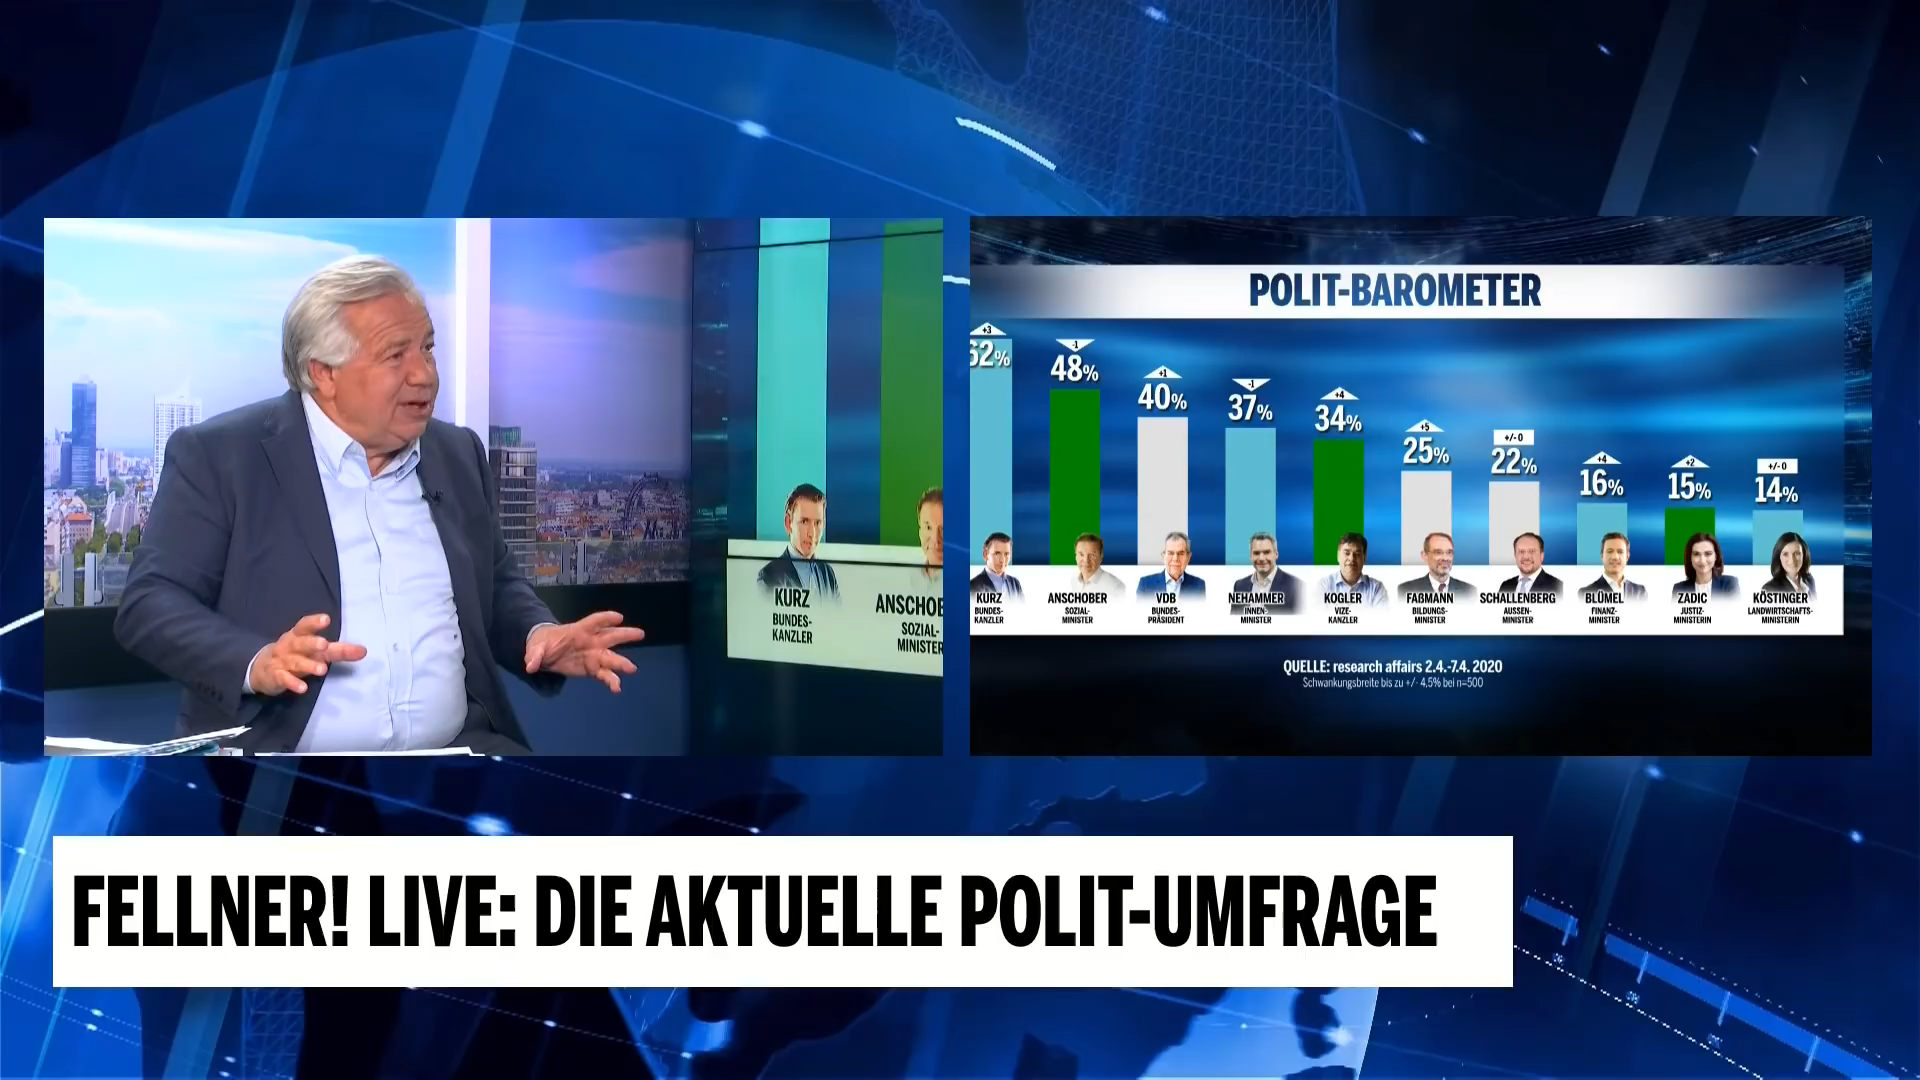 KURZ
BUNDES-
KANZLER
ANSCHOBE
SOZIAL-
MINISTER
POLIT-BAROMETER
+3
62%
-1
48%
+1
40%
-1
37%
+4
34%
+5
25%
+/-0
22%
+4
16%
+2
15%
+/-0
14%
KURZ
BUNDES-
KANZLER
ANSCHOBER
SOZIAL-
MINISTER
VDB
BUNDES-
PRÄSIDENT
NEHAMMER
INNEN-
MINISTER
KOGLER
VIZE-
KANZLER
FAẞMANN
BILDUNGS-
MINISTER
SCHALLENBERG
AUSSEN-
MINISTER
BLÜMEL
FINANZ-
MINISTER
ZADIC
JUSTIZ-
MINISTERIN
KÖSTINGER
LANDWIRTSCHAFTS-
MINISTERIN
QUELLE: research affairs 2.4.-7.4. 2020
Schwankungsbreite bis zu +/- 4,5% bei n=500
FELLNER! LIVE: DIE AKTUELLE POLIT-UMFRAGE